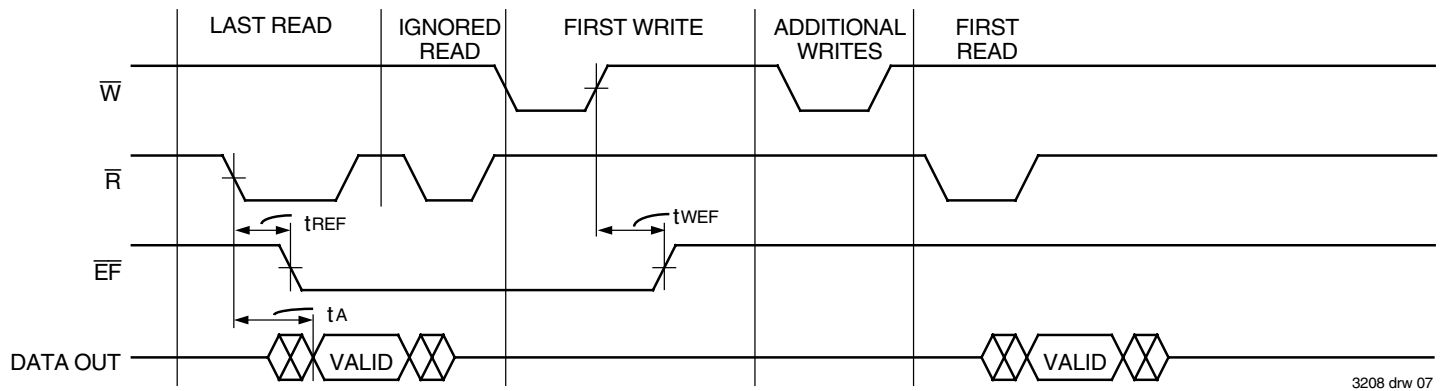 LAST READ
IGNORED
READ
FIRST WRITE
ADDITIONAL
WRITES
FIRST
READ
W̅
R̅
tREF
tWEF
E̅F̅
tA
DATA OUT
VALID
VALID
3208 drw 07